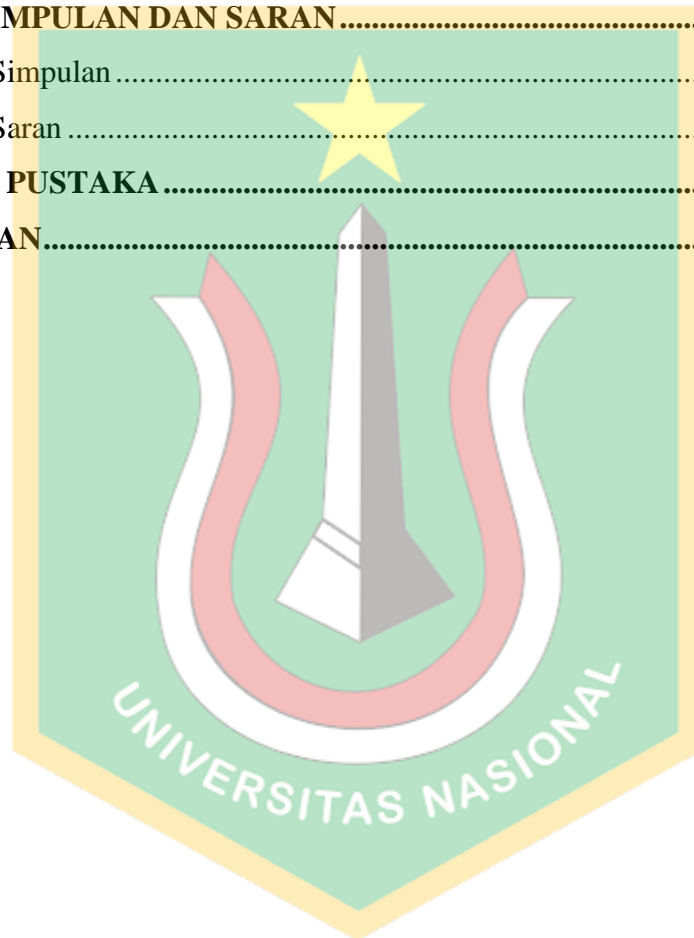 MPULAN DAN SARAN................................................
Simpulan................................................................
Saran......................................................................
PUSTAKA............................................................
AN..........................................................................
UNIVERSITAS NASIONAL